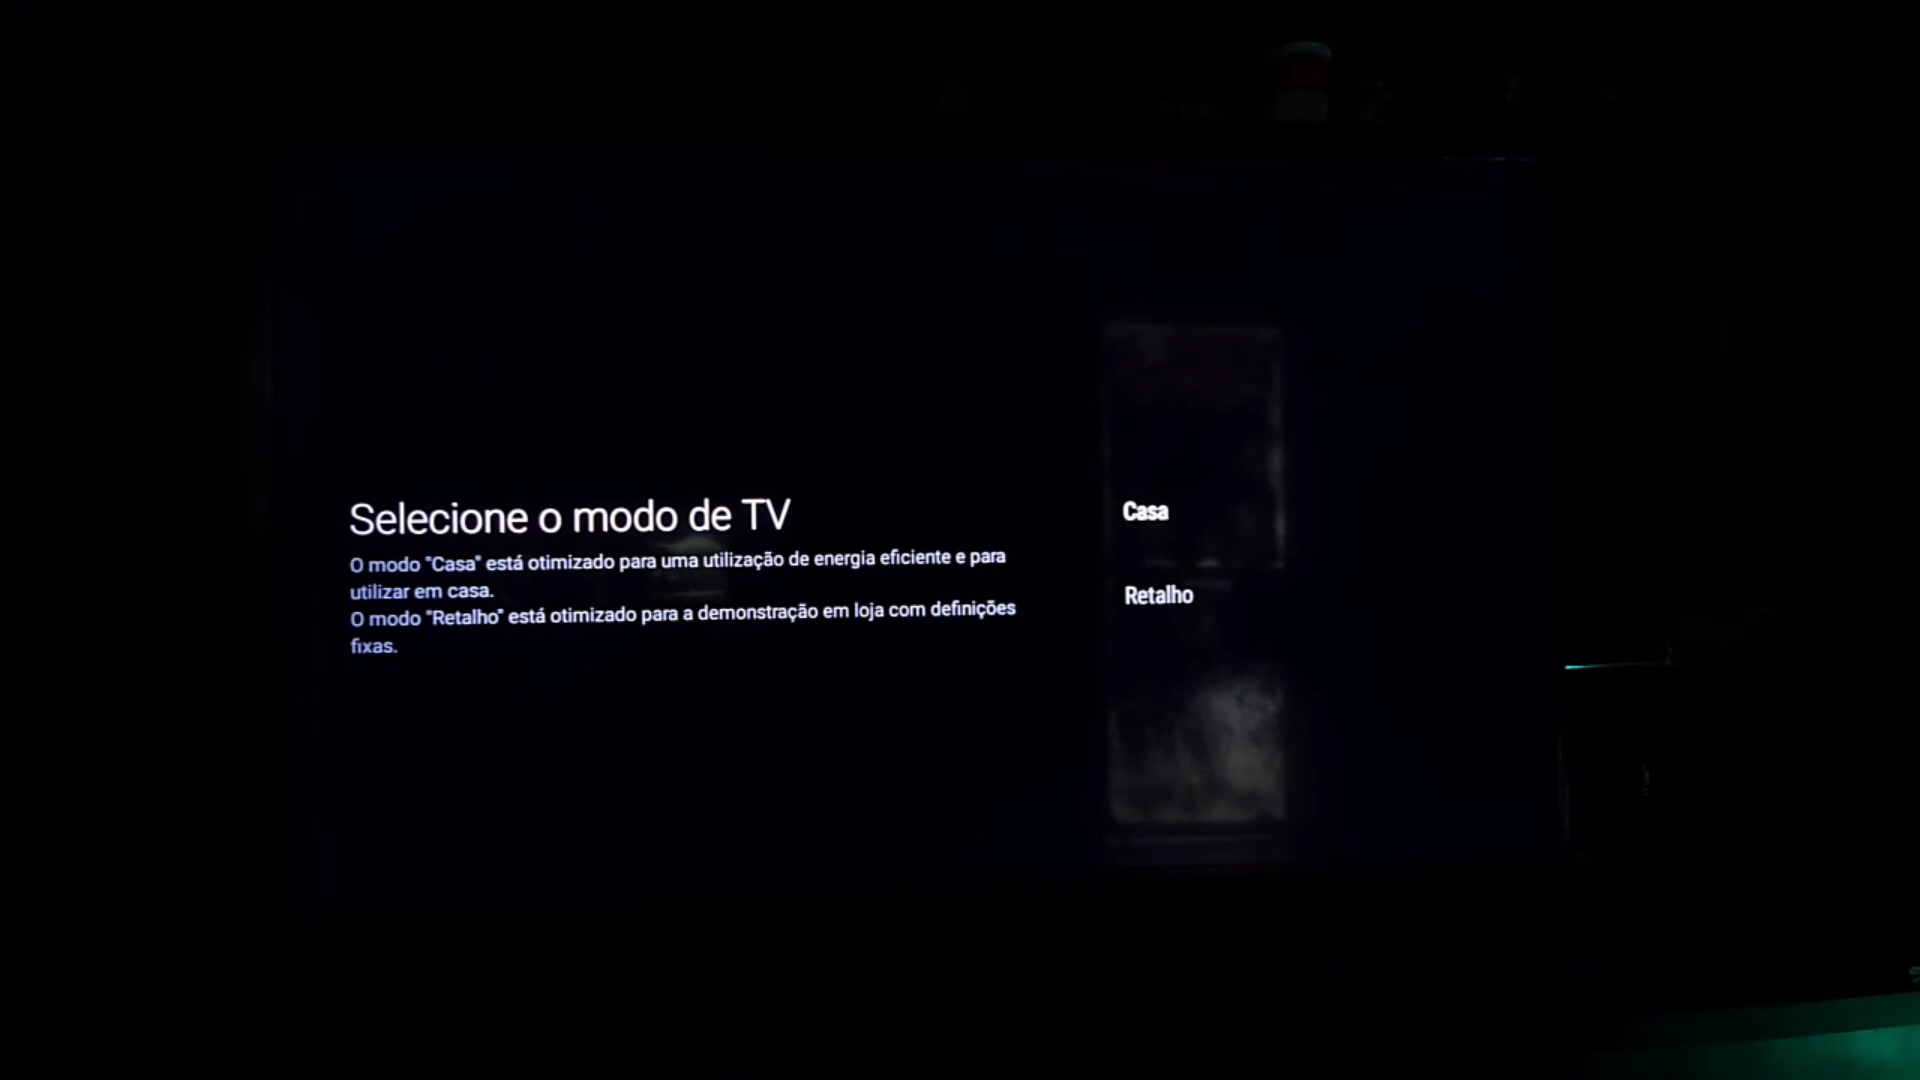 Selecione o modo de TV
O modo "Casa" está otimizado para uma utilização de energia eficiente e para
utilizar em casa.
O modo "Retalho" está otimizado para a demonstração em loja com definições
fixas.
Casa
Retalho